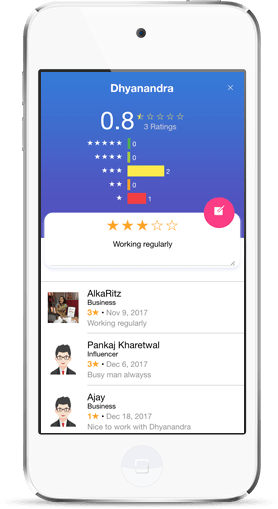 Dhyanandra ×
0.8 ★☆☆☆☆☆
3 Ratings
★★★★★ 0
★★★★ 0
★★★ 2
★★ 0
★ 1
★★★☆☆
Working regularly
AlkaRitz
Business
3★ • Nov 9, 2017
Working regularly
Pankaj Kharetwal
Influencer
3★ • Dec 6, 2017
Busy man alwayss
Ajay
Business
1★ • Dec 18, 2017
Nice to work with Dhyanandra